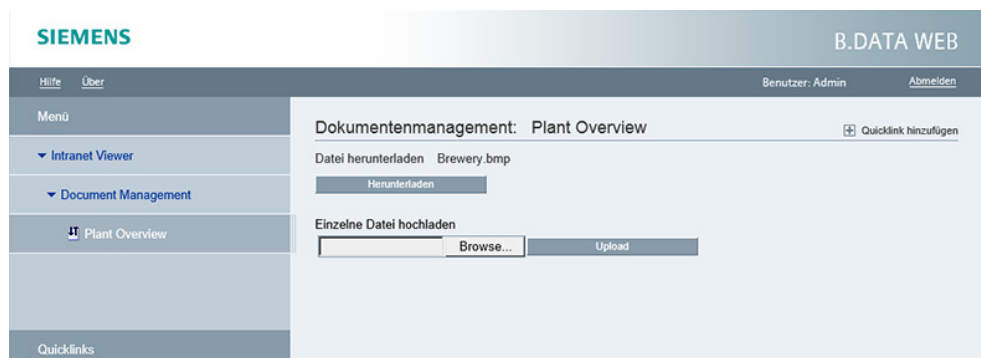 SIEMENS
B.DATA WEB
Hilfe Über Benutzer: Admin Abmelden
Menü
Intranet Viewer
Document Management
Plant Overview
Quicklinks
Dokumentenmanagement: Plant Overview
Quicklink hinzufügen
Datei herunterladen Brewery.bmp
Herunterladen
Einzelne Datei hochladen
Browse... Upload